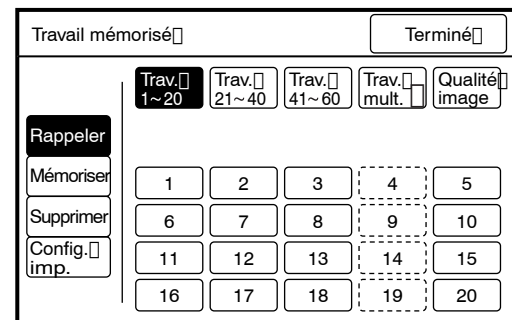 Travail mémorisé Terminé
Trav. Trav. Trav. Trav. Qualité
1~20 21~40 41~60 mult. image
Rappeler
Mémoriser 1 2 3 4 5
Supprimer 6 7 8 9 10
Config. 11 12 13 14 15
imp.
16 17 18 19 20